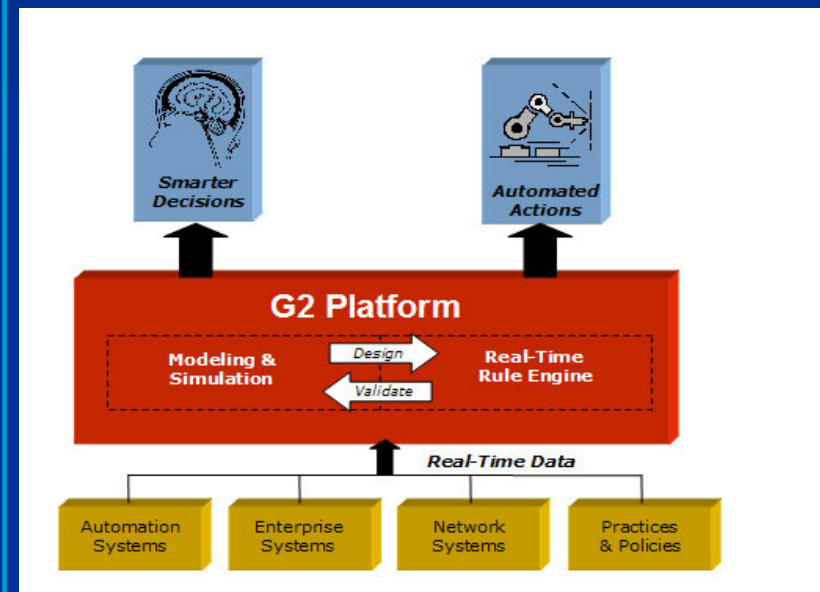 Smarter
Decisions
Automated
Actions
G2 Platform
Modeling &
Simulation
Design
Validate
Real-Time
Rule Engine
Real-Time Data
Automation
Systems
Enterprise
Systems
Network
Systems
Practices
& Policies